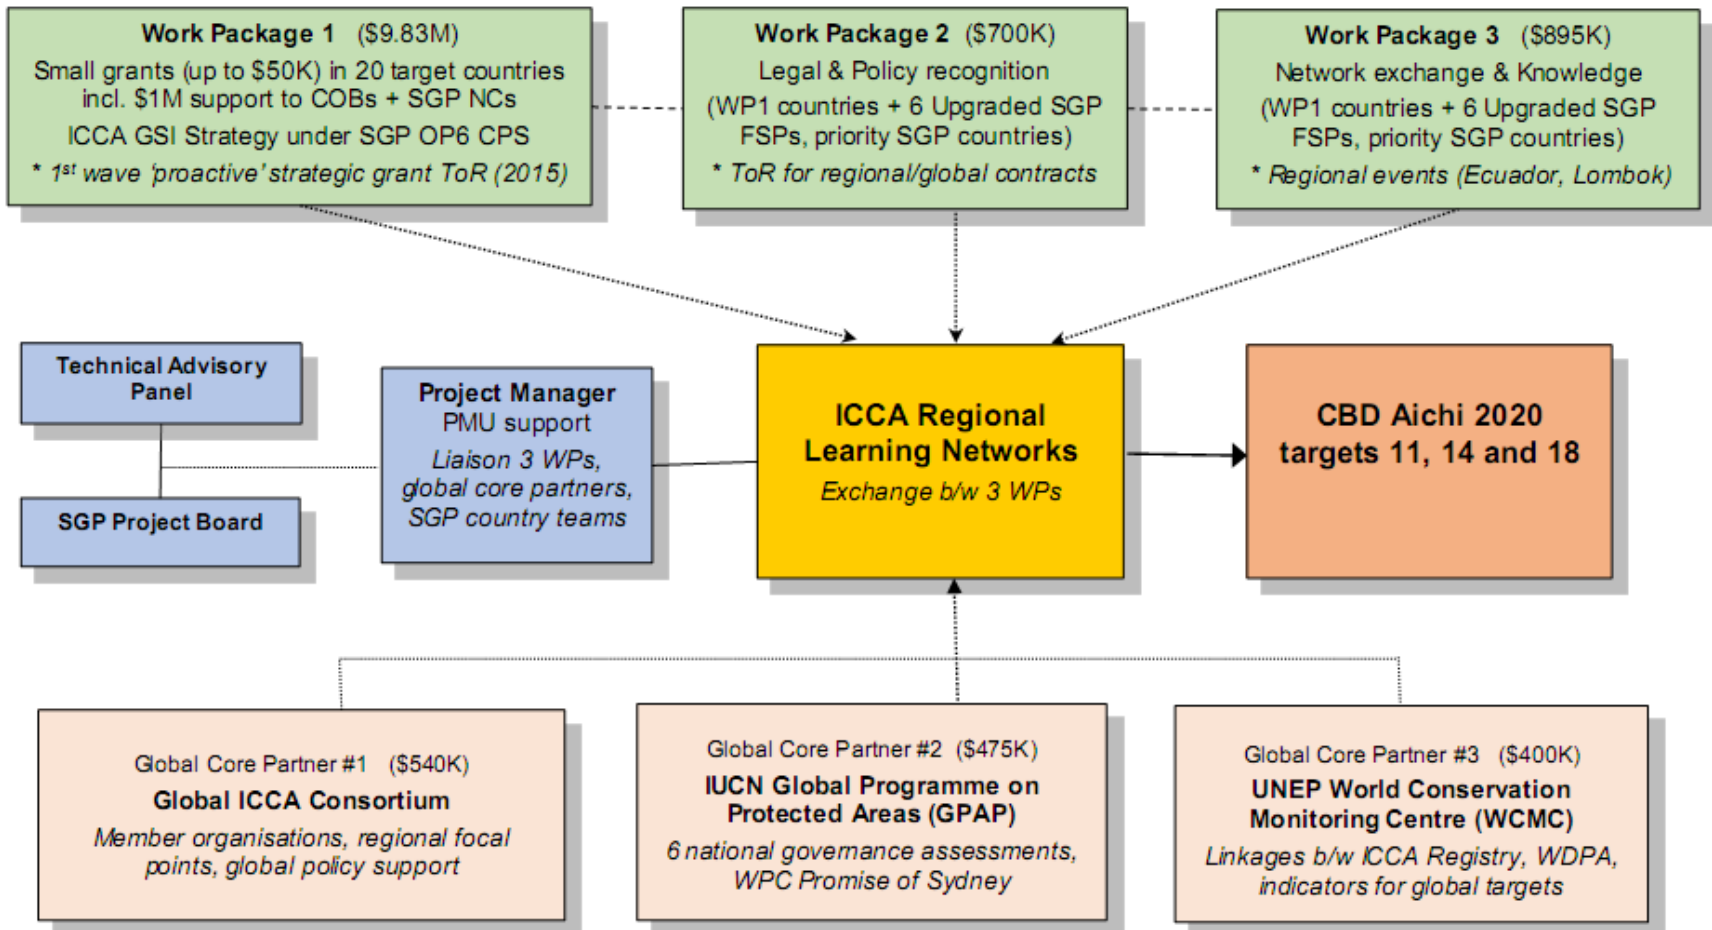 Work Package 1 ($9.83M)
Small grants (up to $50K) in 20 target countries
incl. $1M support to COBs + SGP NCs
ICCA GSI Strategy under SGP OP6 CPS
* 1st wave 'proactive' strategic grant ToR (2015)
Work Package 2 ($700K)
Legal & Policy recognition
(WP1 countries + 6 Upgraded SGP
FSPs, priority SGP countries)
* ToR for regional/global contracts
Work Package 3 ($895K)
Network exchange & Knowledge
(WP1 countries + 6 Upgraded SGP
FSPs, priority SGP countries)
* Regional events (Ecuador, Lombok)
Technical Advisory
Panel
SGP Project Board
Project Manager
PMU support
Liaison 3 WPs,
global core partners,
SGP country teams
ICCA Regional
Learning Networks
Exchange b/w 3 WPs
CBD Aichi 2020
targets 11, 14 and 18
Global Core Partner #1 ($540K)
Global ICCA Consortium
Member organisations, regional focal
points, global policy support
Global Core Partner #2 ($475K)
IUCN Global Programme on
Protected Areas (GPAP)
6 national governance assessments,
WPC Promise of Sydney
Global Core Partner #3 ($400K)
UNEP World Conservation
Monitoring Centre (WCMC)
Linkages b/w ICCA Registry, WDPA,
indicators for global targets